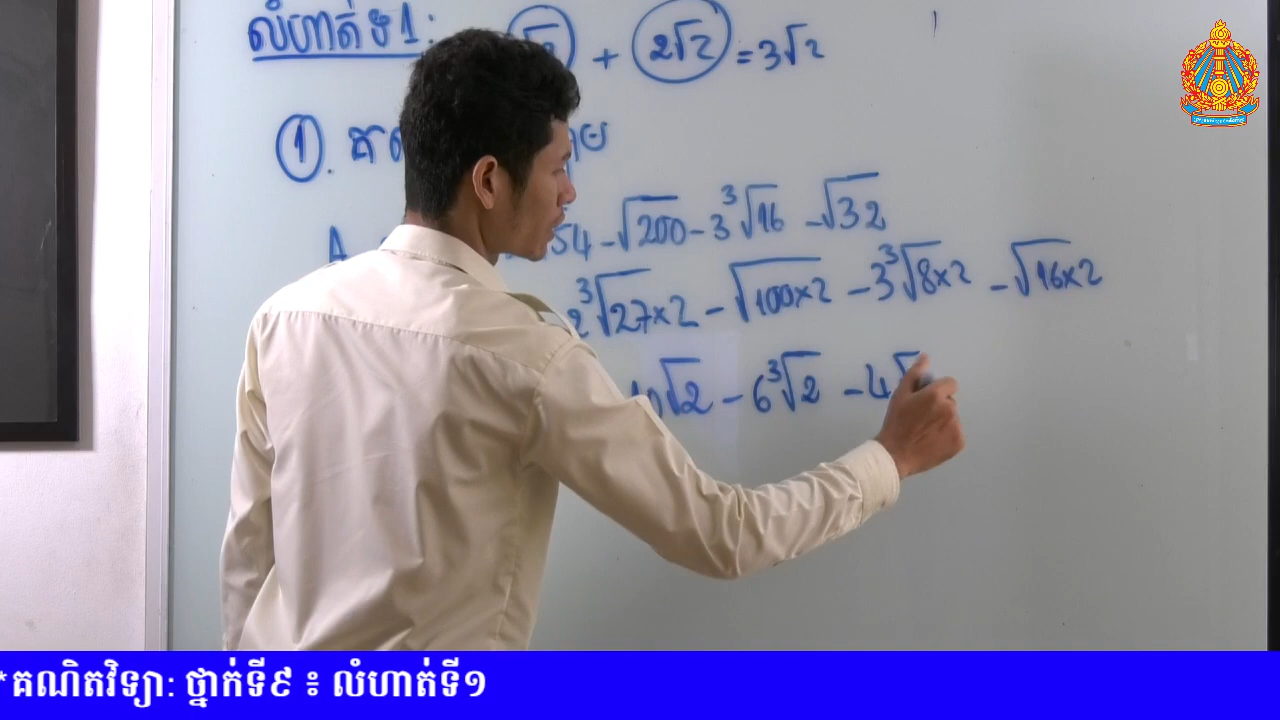 លំហាត់ទី1: √2 + 2√2 = 3√2
①.
A 54 - √200 - 3∛16 - √32
2∛27×2 - √100×2 - 3∛8×2 - √16×2
10√2 - 6∛2 - 4√
*គណិតវិទ្យា: ថ្នាក់ទី៩ ៖ លំហាត់ទី១